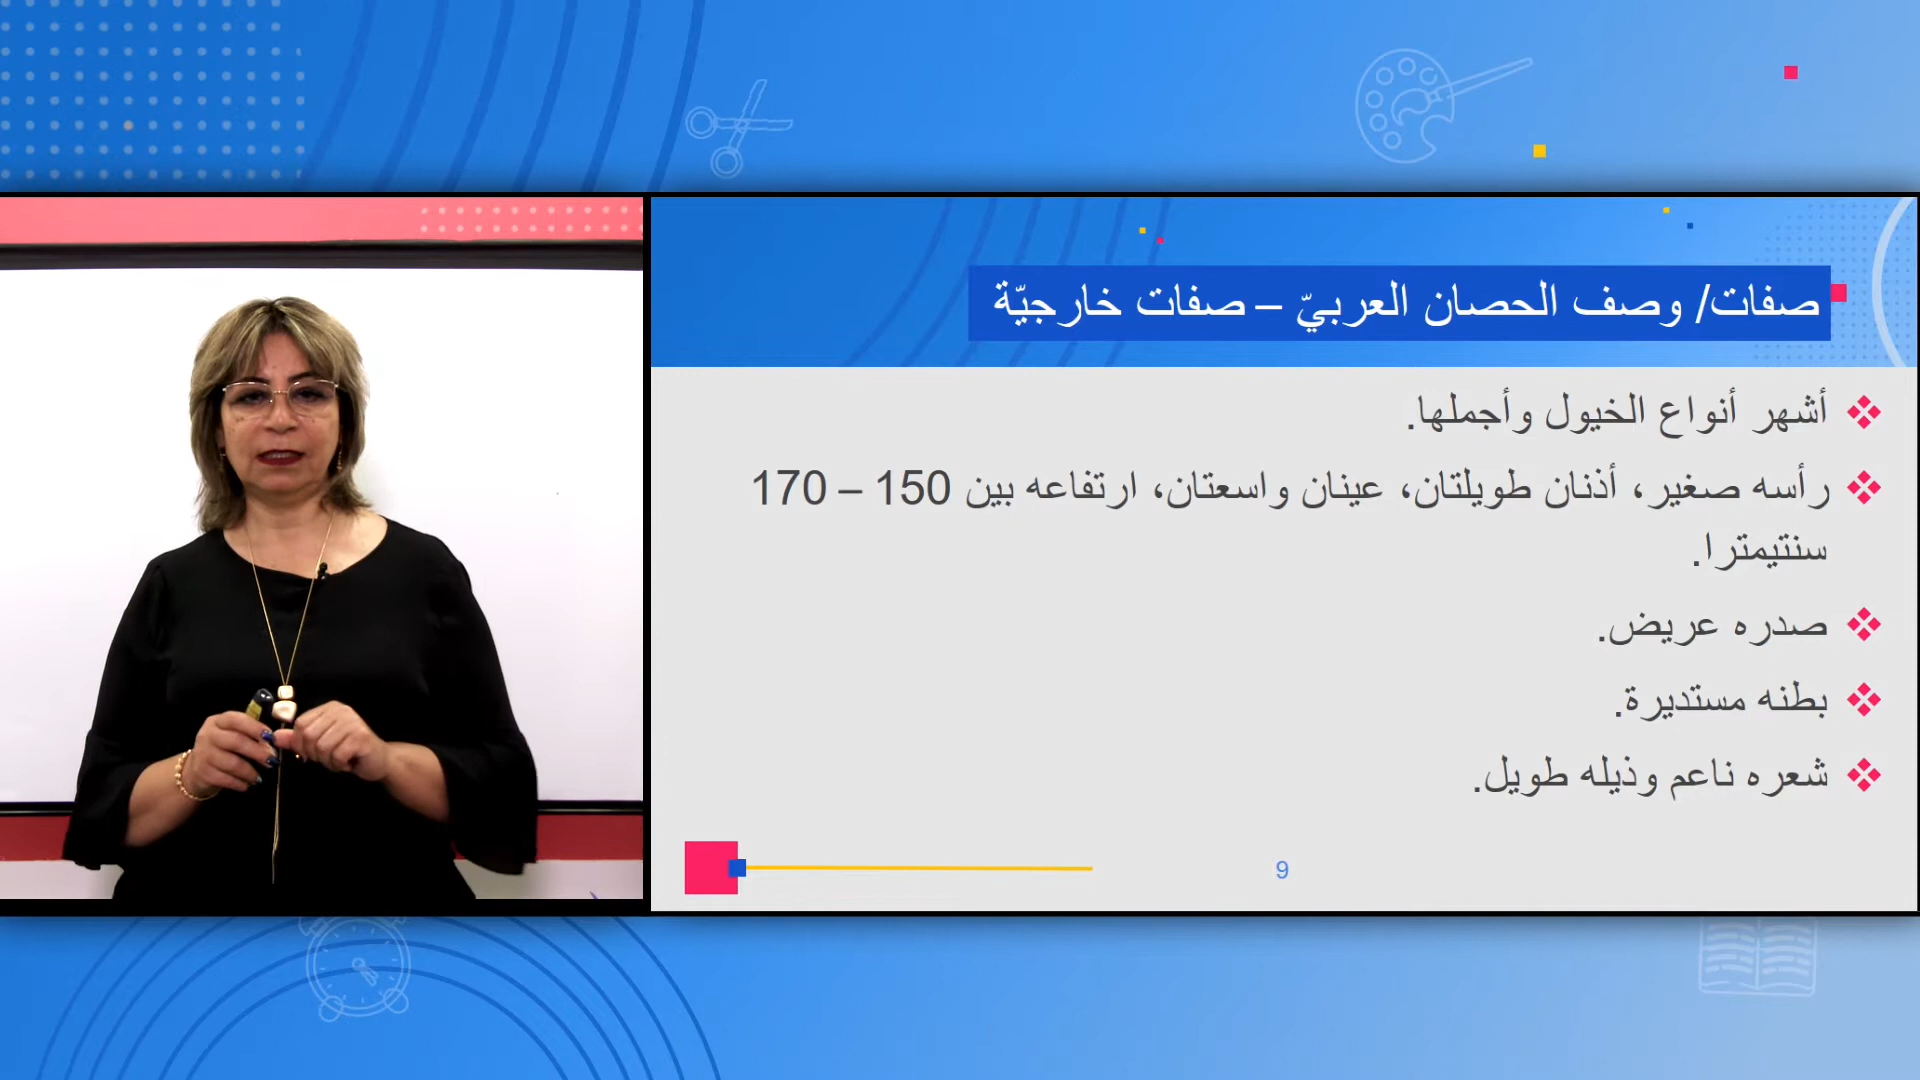 صفات/ وصف الحصان العربيّ – صفات خارجيّة
أشهر أنواع الخيول وأجملها.
رأسه صغير، أذنان طويلتان، عينان واسعتان، ارتفاعه بين 150 – 170
سنتيمترا.
صدره عريض.
بطنه مستديرة.
شعره ناعم وذيله طويل.
9